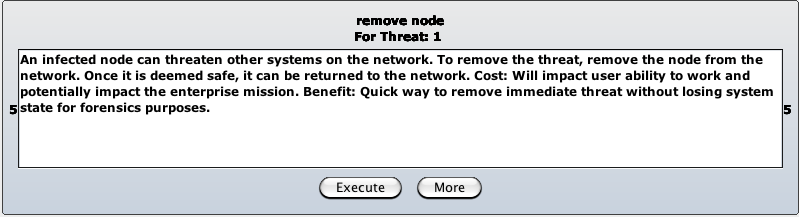 remove node
For Threat: 1
An infected node can threaten other systems on the network. To remove the threat, remove the node from the
network. Once it is deemed safe, it can be returned to the network. Cost: Will impact user ability to work and
potentially impact the enterprise mission. Benefit: Quick way to remove immediate threat without losing system
5 state for forensics purposes. 5
Execute More